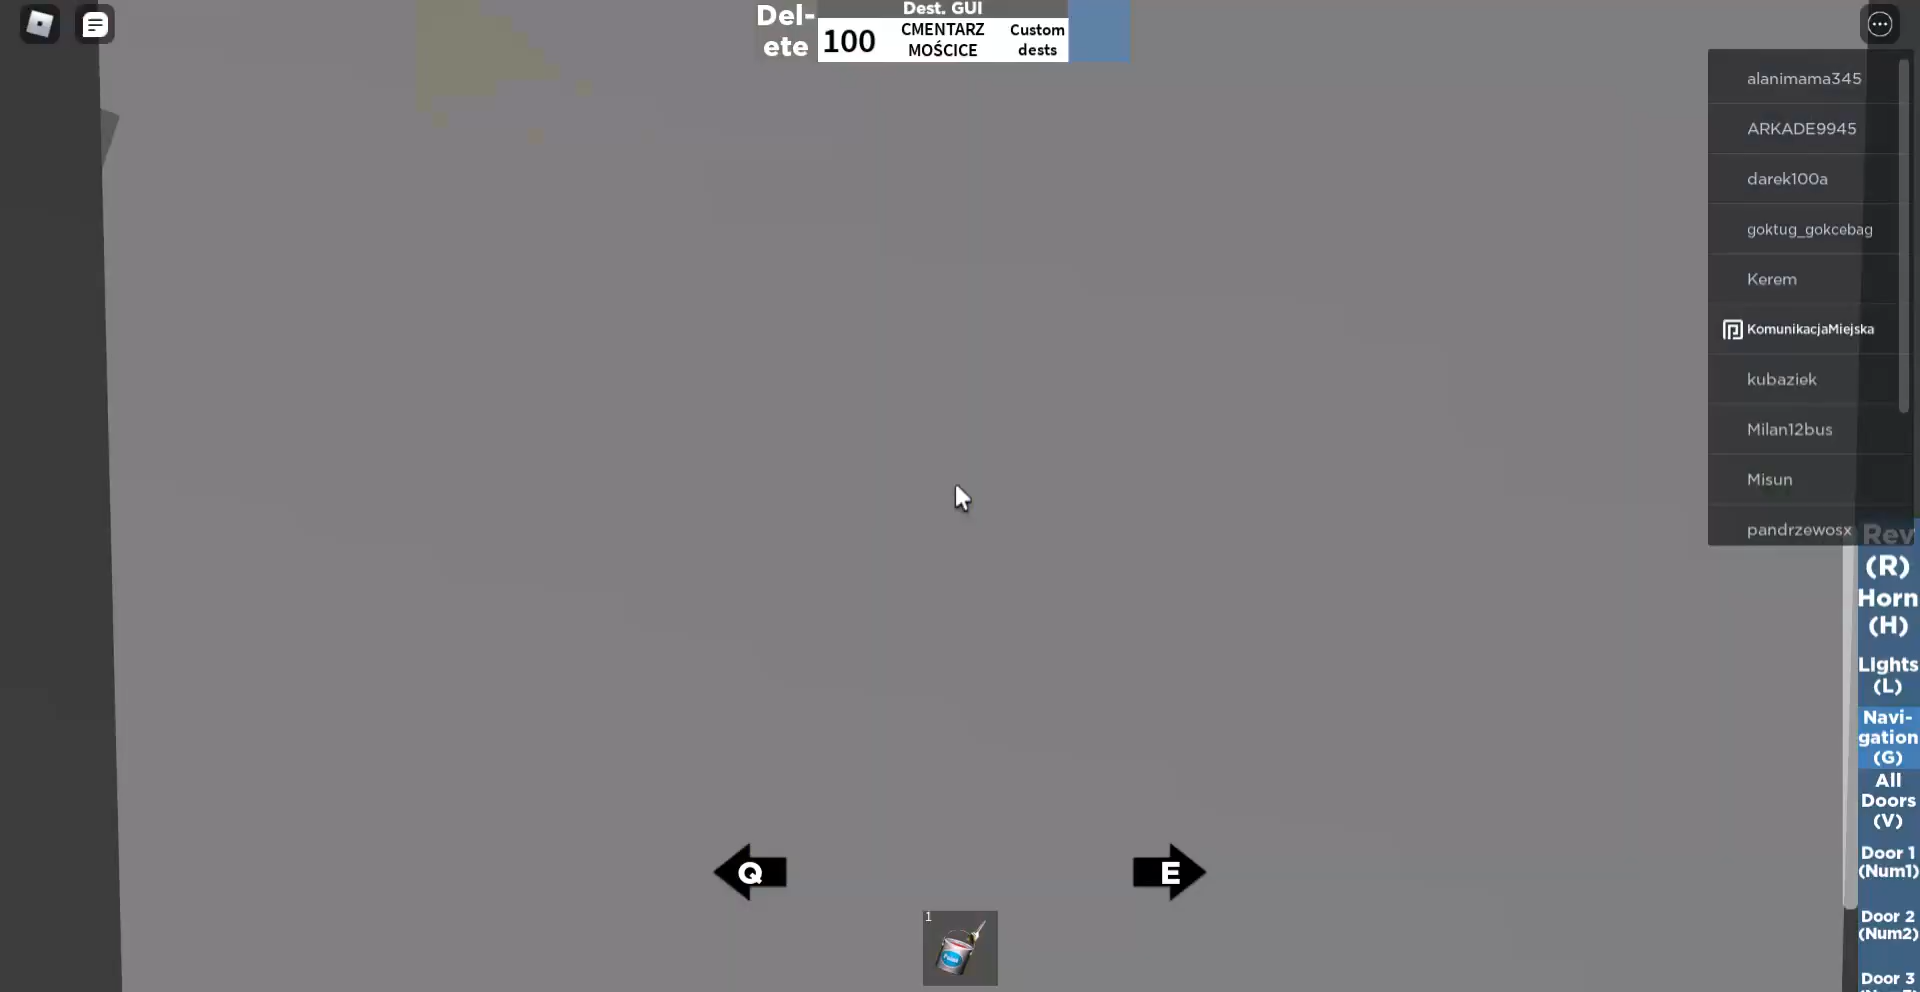 Del-
ete
Dest. GUI
100
CMENTARZ
MOŚCICE
Custom
dests
alanimama345
ARKADE9945
darek100a
goktug_gokcebag
Kerem
KomunikacjaMiejska
kubaziek
Milan12bus
Misun
pandrzewosx
Rev
(R)
Horn
(H)
Lights
(L)
Navi-
gation
(G)
All
Doors
(V)
Door 1
(Num1)
Door 2
(Num2)
Door 3
Q
E
1
Paint